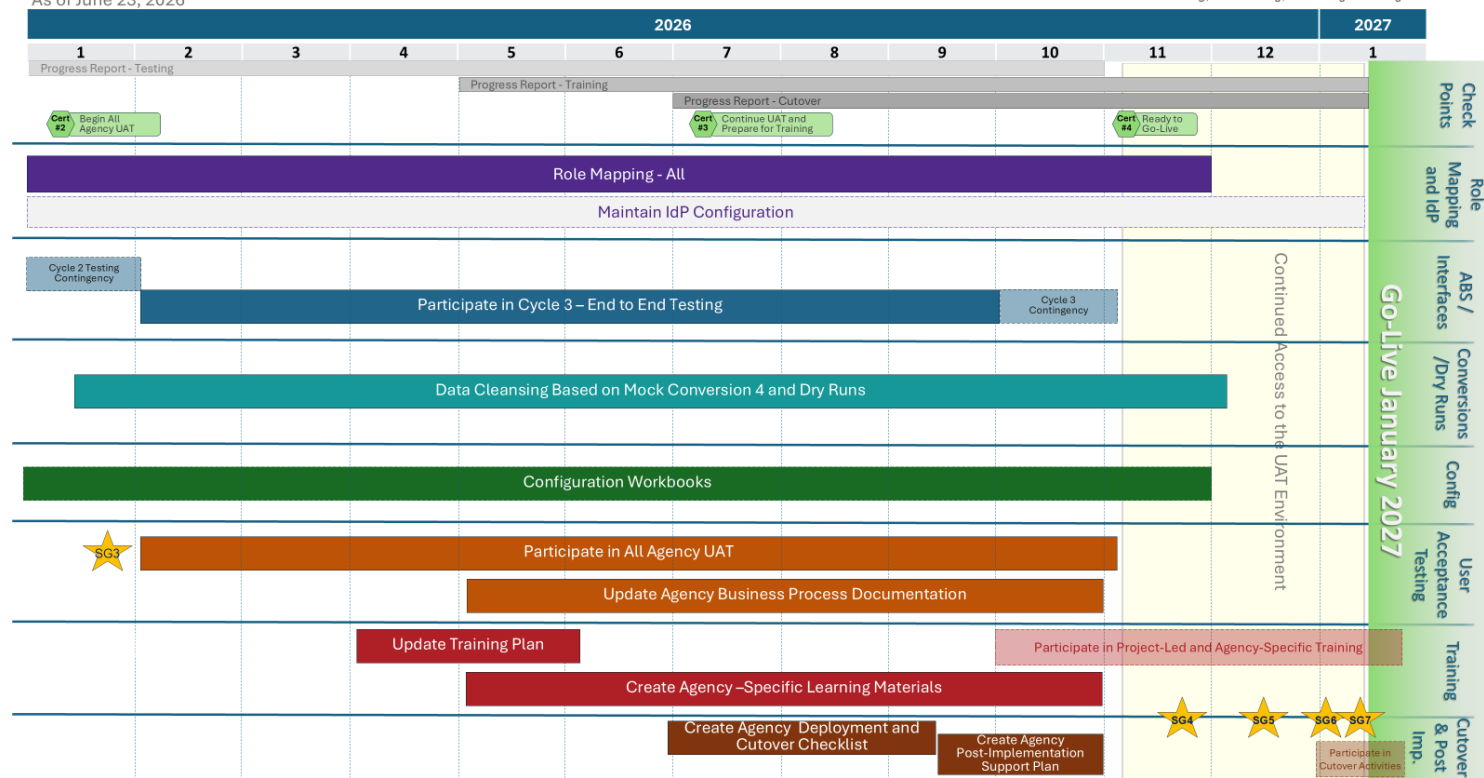 As of June 23, 2026
2026
2027
1
2
3
4
5
6
7
8
9
10
11
12
1
Progress Report - Testing
Progress Report - Training
Progress Report - Cutover
Cert
#2
Begin All
Agency UAT
Cert
#3
Continue UAT and
Prepare for Training
Cert
#4
Ready to
Go-Live
Check
Points
Role Mapping - All
Maintain IdP Configuration
Role
Mapping
and IdP
Cycle 2 Testing
Contingency
Participate in Cycle 3 – End to End Testing
Cycle 3
Contingency
ABS /
Interfaces
Continued Access to the UAT Environment
Go-Live January 2027
Data Cleansing Based on Mock Conversion 4 and Dry Runs
Conversions
/Dry Runs
Configuration Workbooks
Config
SG3
Participate in All Agency UAT
Update Agency Business Process Documentation
User
Acceptance
Testing
Update Training Plan
Participate in Project-Led and Agency-Specific Training
Create Agency –Specific Learning Materials
Training
SG4
SG5
SG6
SG7
Create Agency Deployment and
Cutover Checklist
Create Agency
Post-Implementation
Support Plan
Participate in
Cutover Activities
Cutover
& Post
Imp.